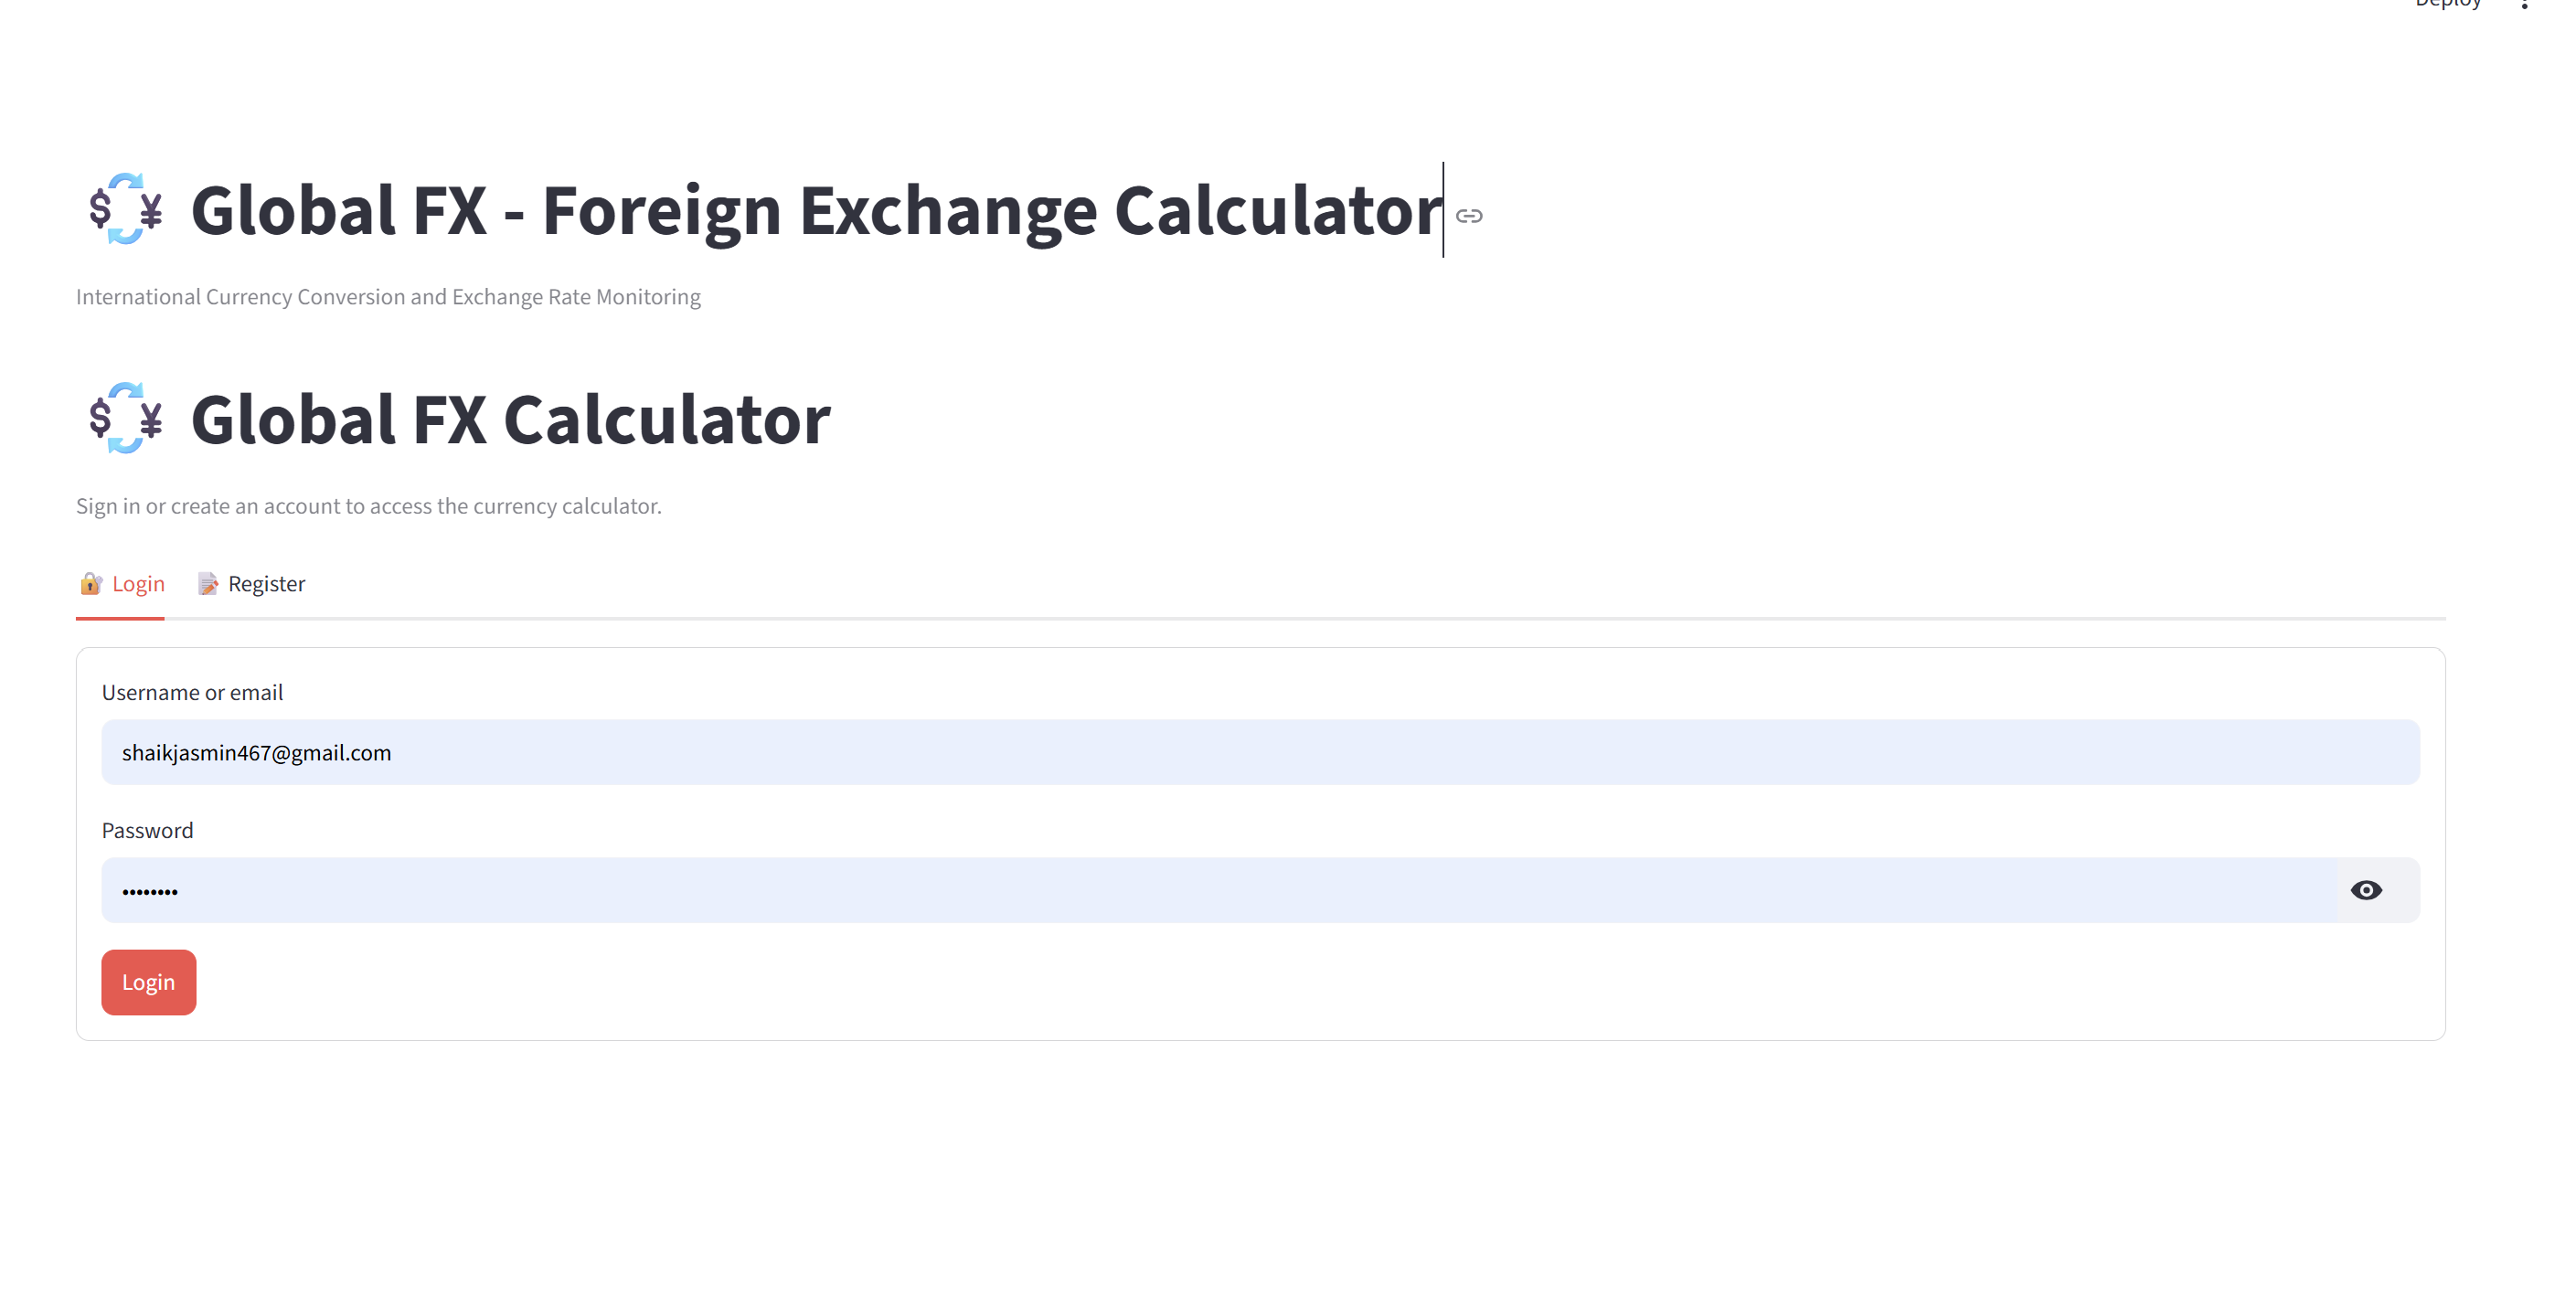 Deploy
Global FX - Foreign Exchange Calculator
International Currency Conversion and Exchange Rate Monitoring
Global FX Calculator
Sign in or create an account to access the currency calculator.
Login Register
Username or email
shaikjasmin467@gmail.com
Password
••••••••
Login